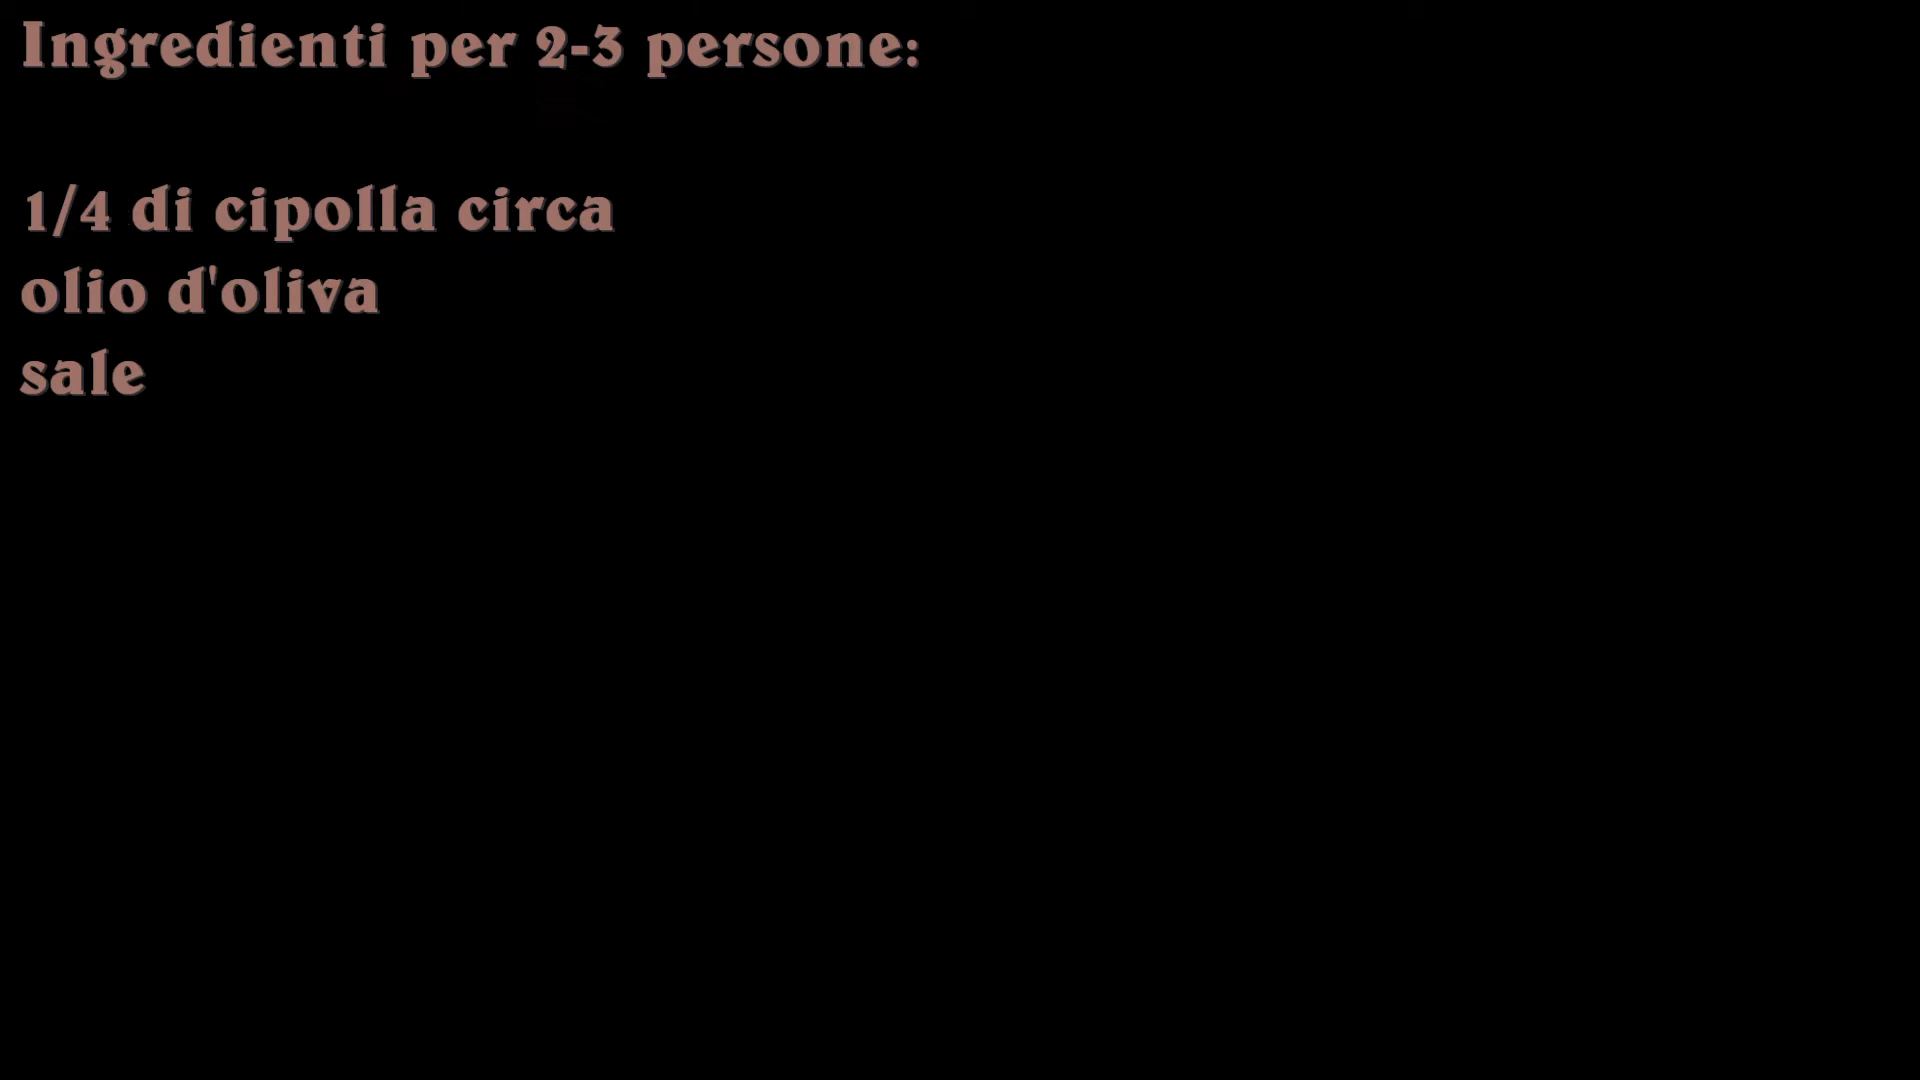 Ingredienti per 2-3 persone:
1/4 di cipolla circa
olio d'oliva
sale